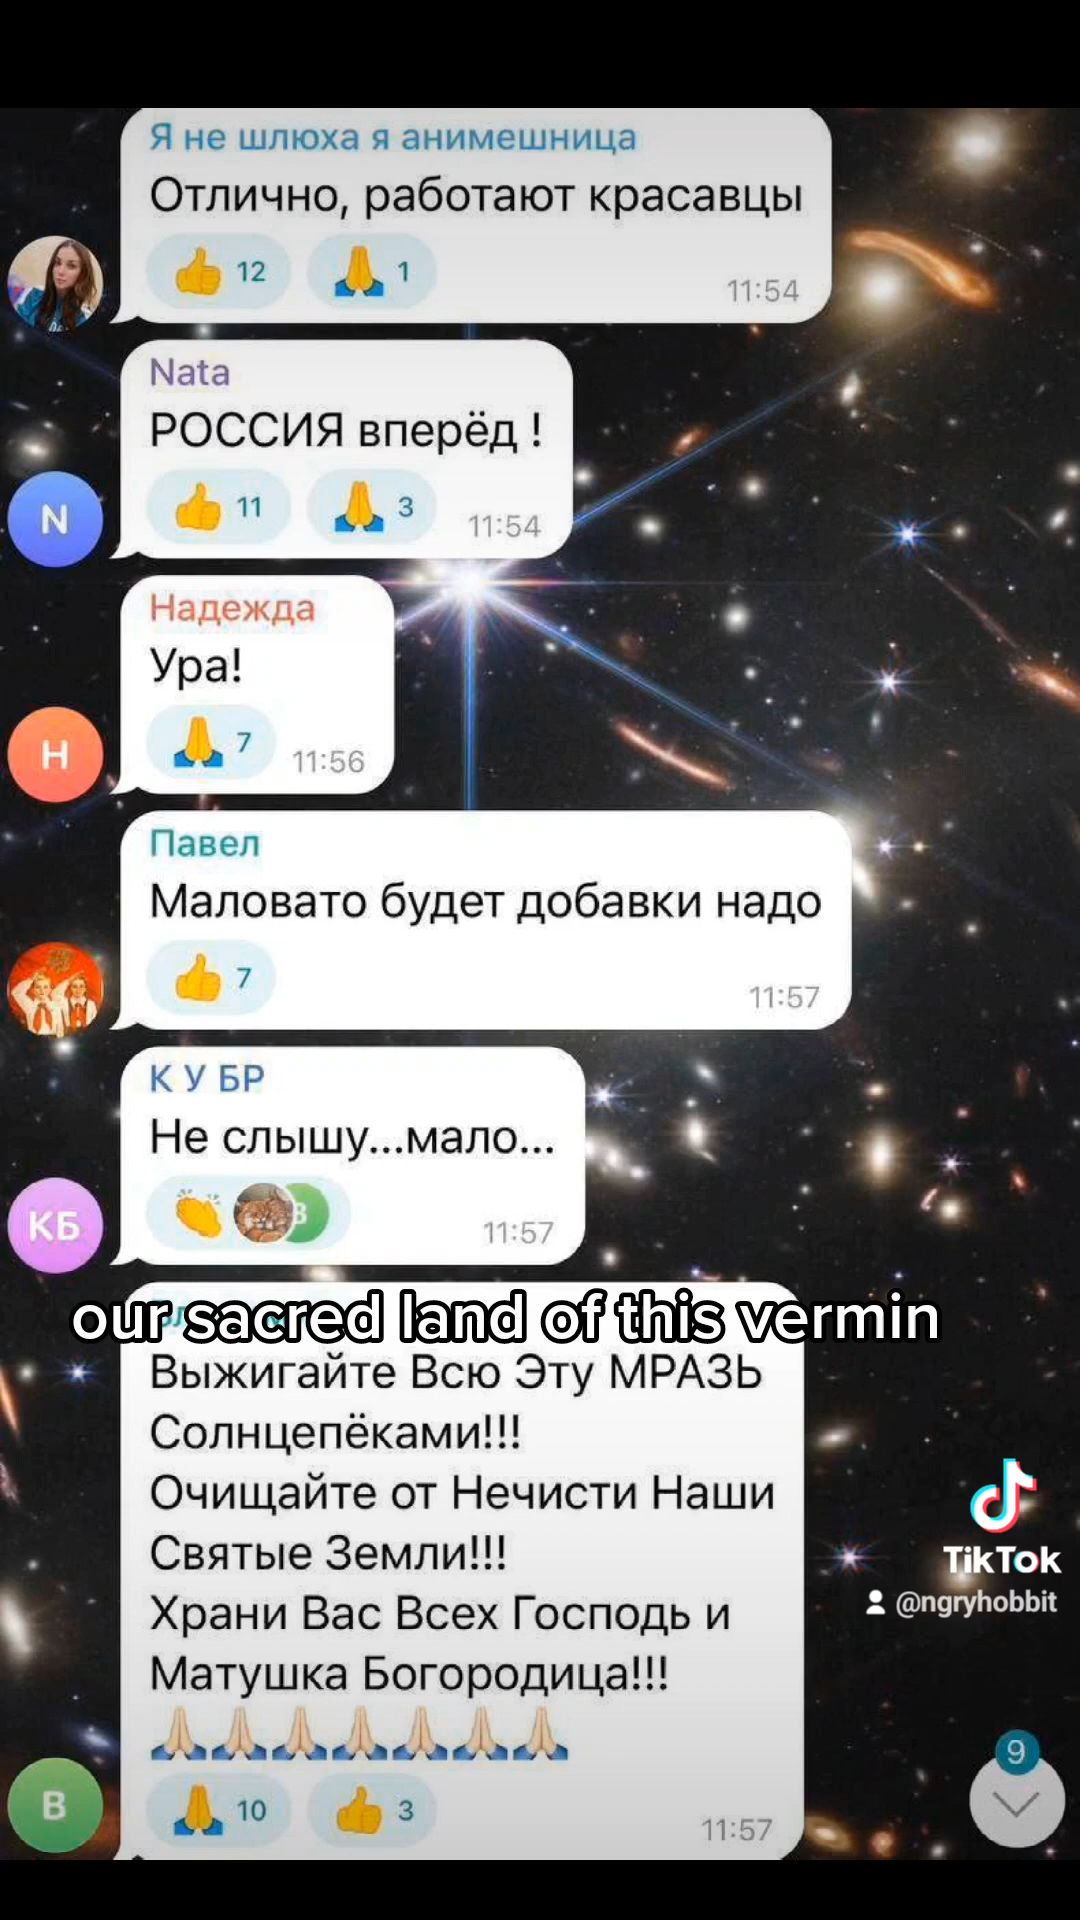 Я не шлюха я анимешница
Отлично, работают красавцы
👍 12 🙏 1
11:54
Nata
РОССИЯ вперёд !
N
👍 11 🙏 3
11:54
Надежда
Ура!
Н
🙏 7
11:56
Павел
Маловато будет добавки надо
👍 7
11:57
К У БР
Не слышу...мало...
КБ
👏 В
11:57
our sacred land of this vermin
Выжигайте Всю Эту МРАЗЬ
Солнцепёками!!!
Очищайте от Нечисти Наши
Святые Земли!!!
Храни Вас Всех Господь и
Матушка Богородица!!!
🙏🏻🙏🏻🙏🏻🙏🏻🙏🏻🙏🏻🙏🏻
В
🙏 10 👍 3
11:57
TikTok
@ngryhobbit
9